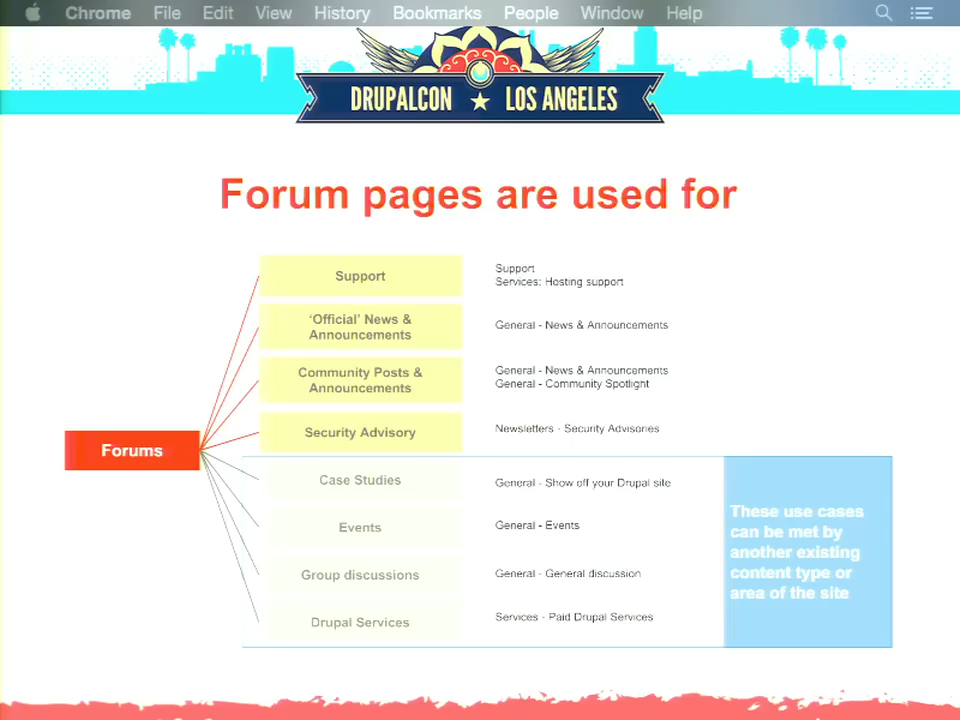 Chrome File Edit View History Bookmarks People Window Help
DRUPALCON ★ LOS ANGELES
Forum pages are used for
Support
Support
Services: Hosting support
‘Official’ News &
Announcements
General - News & Announcements
Community Posts &
Announcements
General - News & Announcements
General - Community Spotlight
Security Advisory
Newsletters - Security Advisories
Forums
Case Studies
General - Show off your Drupal site
Events
General - Events
Group discussions
General - General discussion
Drupal Services
Services - Paid Drupal Services
These use cases
can be met by
another existing
content type or
area of the site